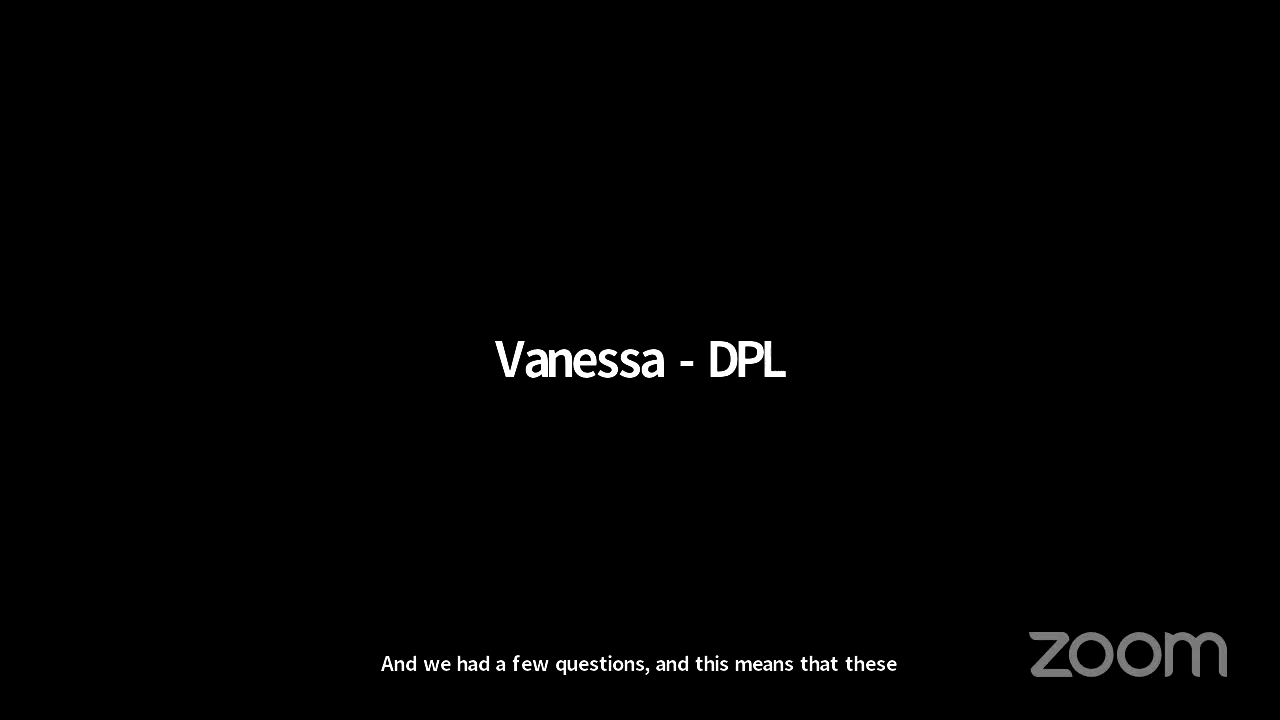 Vanessa - DPL
And we had a few questions, and this means that these
zoom